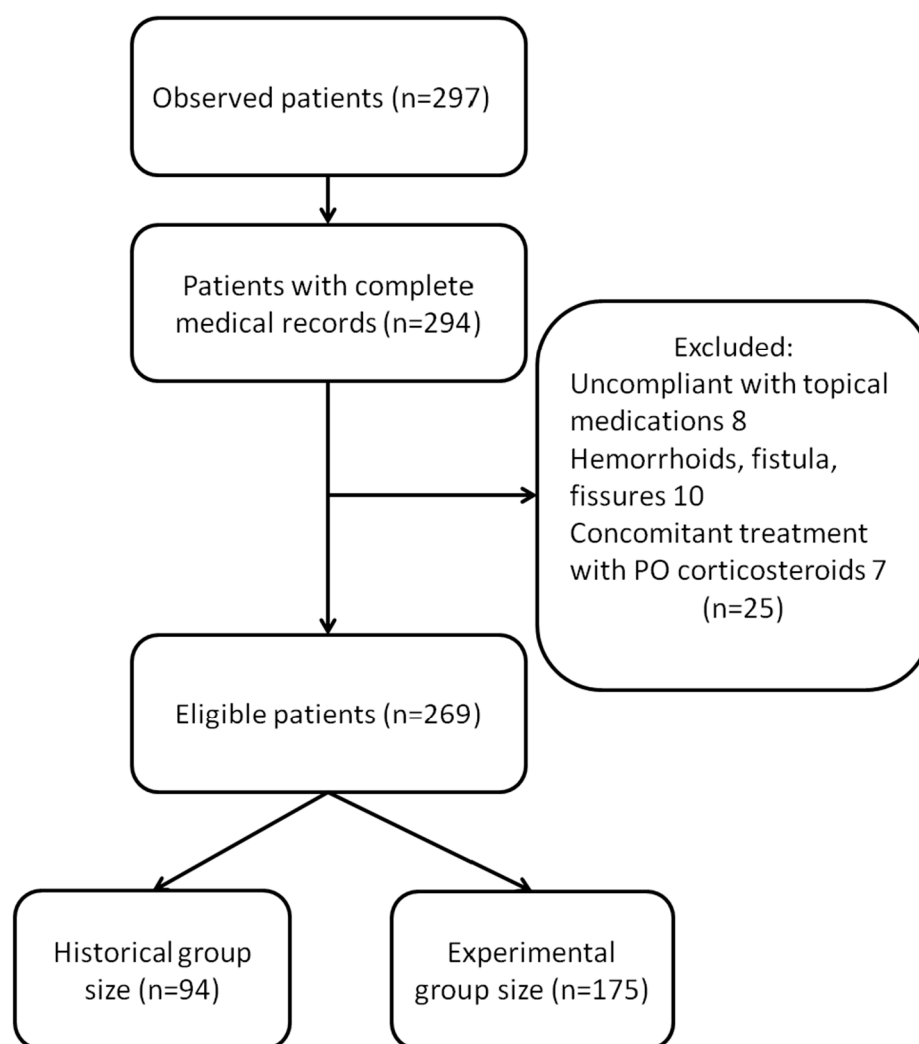 Observed patients (n=297)
Patients with complete
medical records (n=294)
Excluded:
Uncompliant with topical
medications 8
Hemorrhoids, fistula,
fissures 10
Concomitant treatment
with PO corticosteroids 7
(n=25)
Eligible patients (n=269)
Historical group
size (n=94)
Experimental
group size (n=175)